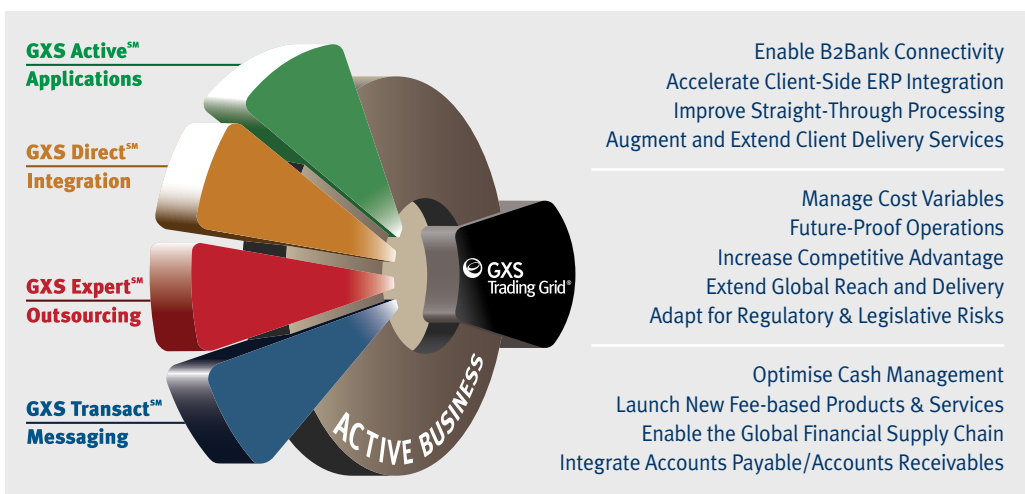 GXS Active℠
Applications
GXS Direct℠
Integration
GXS Expert℠
Outsourcing
GXS Transact℠
Messaging
GXS
Trading Grid®
ACTIVE BUSINESS
Enable B2Bank Connectivity
Accelerate Client-Side ERP Integration
Improve Straight-Through Processing
Augment and Extend Client Delivery Services
Manage Cost Variables
Future-Proof Operations
Increase Competitive Advantage
Extend Global Reach and Delivery
Adapt for Regulatory & Legislative Risks
Optimise Cash Management
Launch New Fee-based Products & Services
Enable the Global Financial Supply Chain
Integrate Accounts Payable/Accounts Receivables